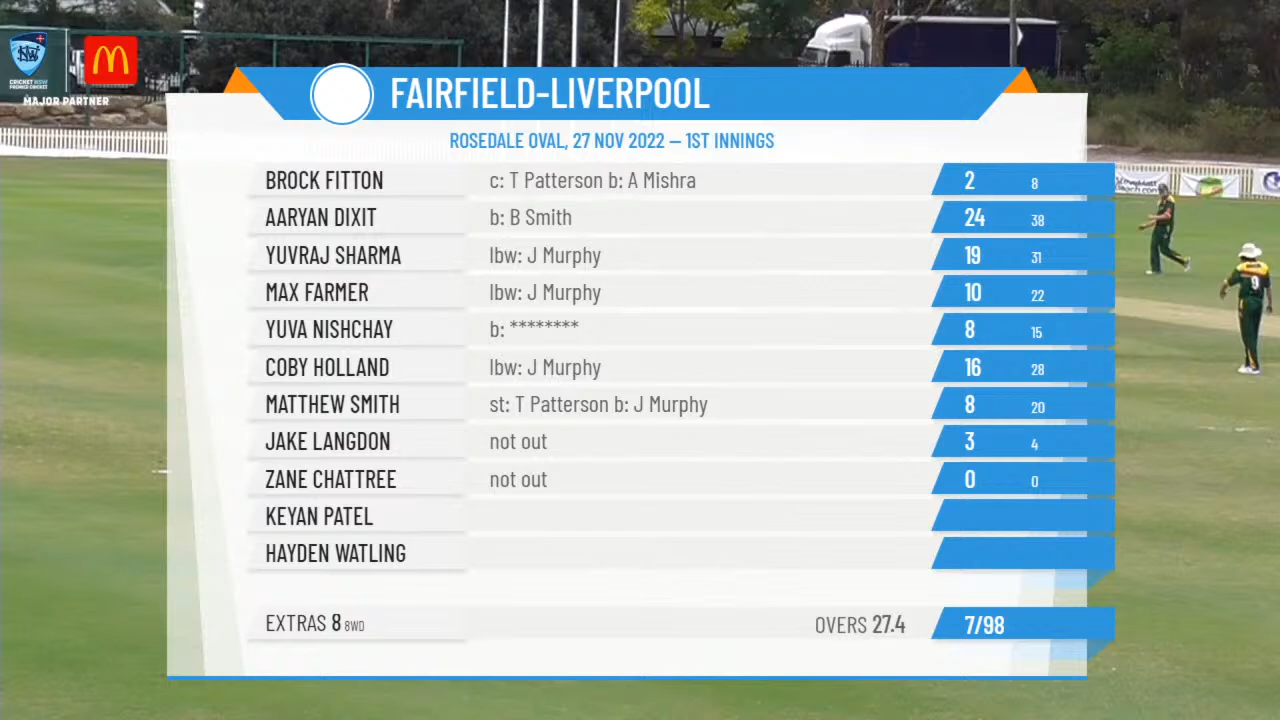 CRICKET NSW
PREMIER CRICKET
MAJOR PARTNER
FAIRFIELD-LIVERPOOL
ROSEDALE OVAL, 27 NOV 2022 – 1ST INNINGS
BROCK FITTON c: T Patterson b: A Mishra 2 8
AARYAN DIXIT b: B Smith 24 38
YUVRAJ SHARMA lbw: J Murphy 19 31
MAX FARMER lbw: J Murphy 10 22
YUVA NISHCHAY b: ******** 8 15
COBY HOLLAND lbw: J Murphy 16 28
MATTHEW SMITH st: T Patterson b: J Murphy 8 20
JAKE LANGDON not out 3 4
ZANE CHATTREE not out 0 0
KEYAN PATEL
HAYDEN WATLING
EXTRAS 8 8WD OVERS 27.4 7/98
9